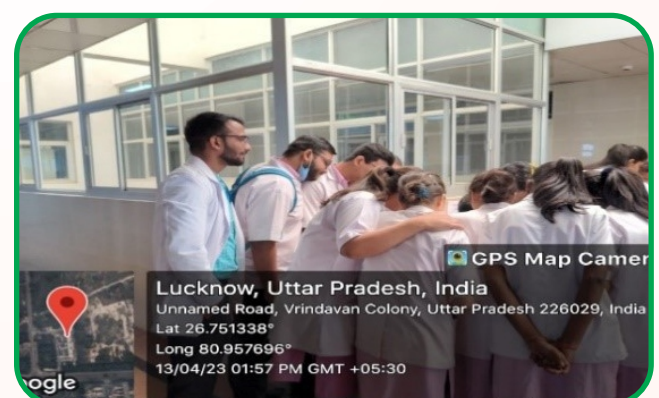 GPS Map Camer
Lucknow, Uttar Pradesh, India
Unnamed Road, Vrindavan Colony, Uttar Pradesh 226029, India
Lat 26.751338°
Long 80.957696°
13/04/23 01:57 PM GMT +05:30
oogle